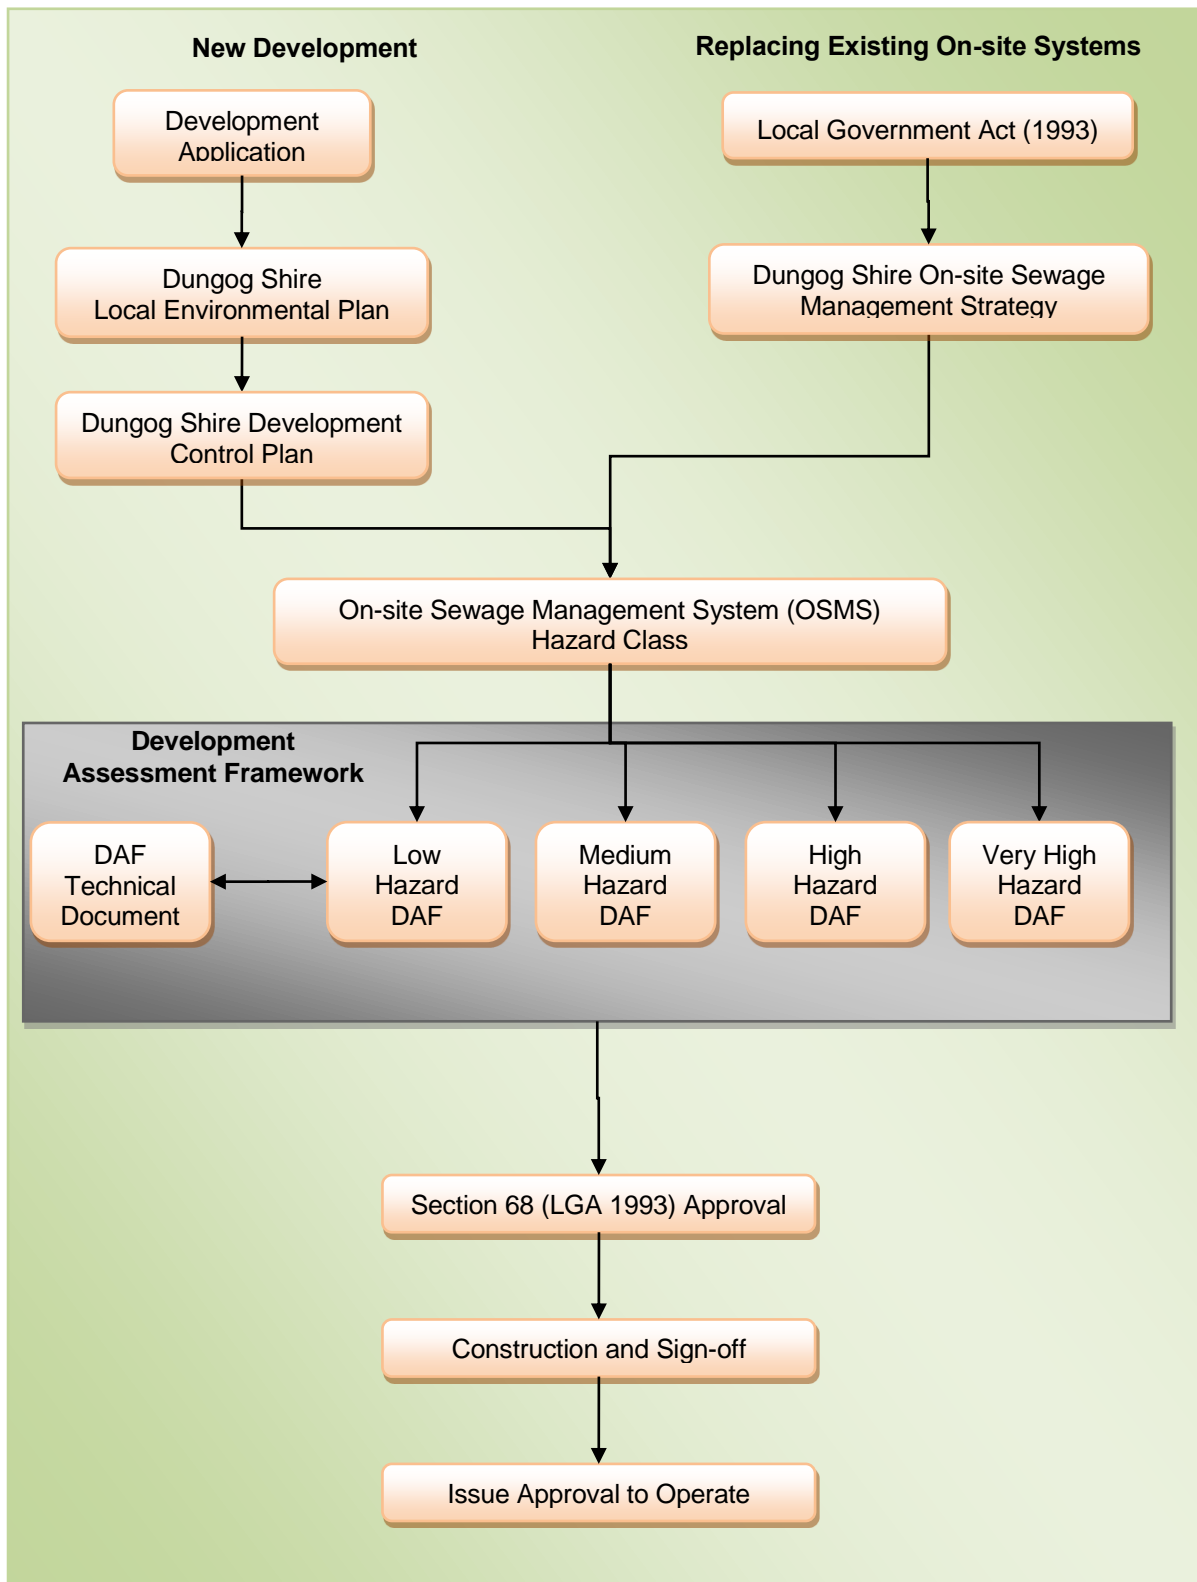 New Development
Development
Application
Dungog Shire
Local Environmental Plan
Dungog Shire Development
Control Plan
Replacing Existing On-site Systems
Local Government Act (1993)
Dungog Shire On-site Sewage
Management Strategy
On-site Sewage Management System (OSMS)
Hazard Class
Development
Assessment Framework
DAF
Technical
Document
Low
Hazard
DAF
Medium
Hazard
DAF
High
Hazard
DAF
Very High
Hazard
DAF
Section 68 (LGA 1993) Approval
Construction and Sign-off
Issue Approval to Operate